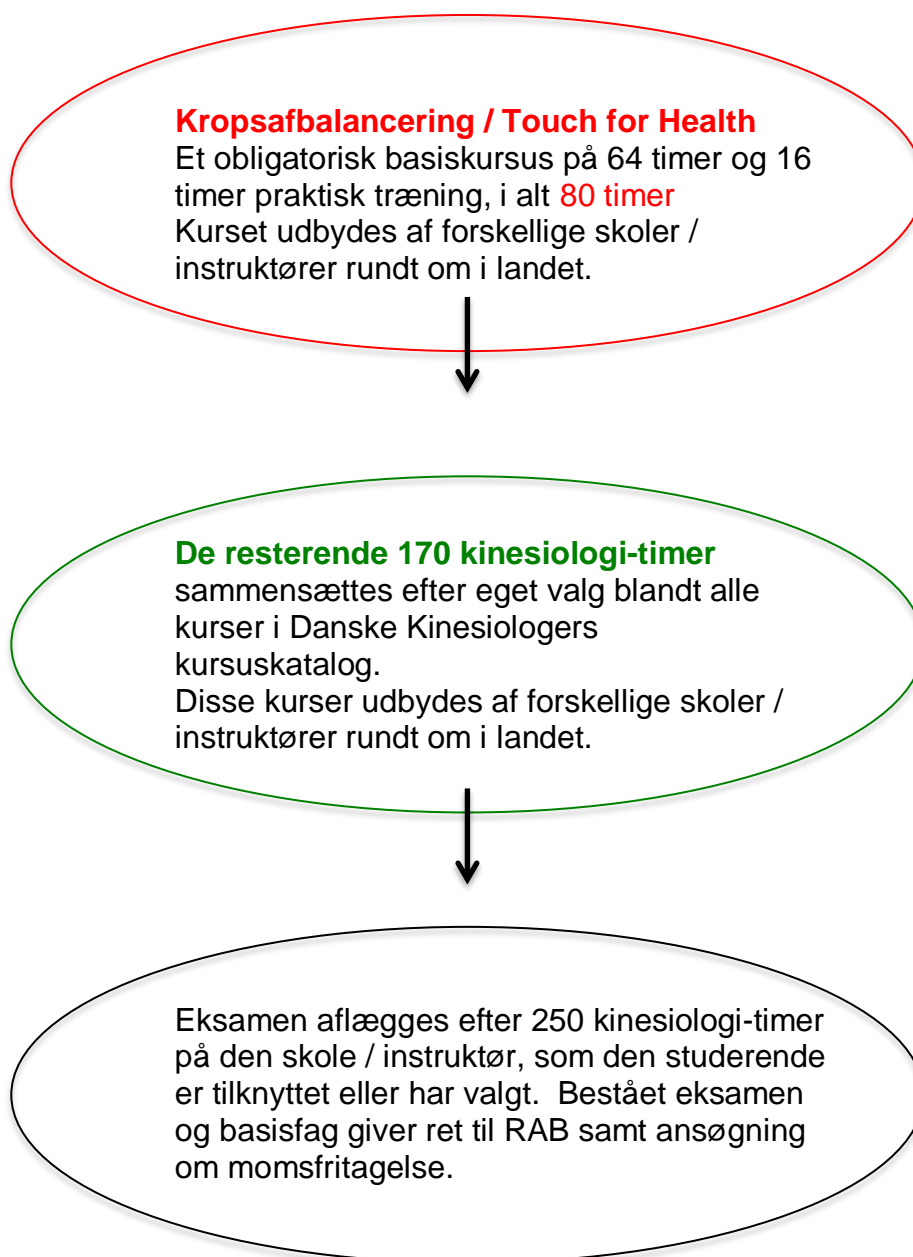 Kropsafbalancering / Touch for Health
Et obligatorisk basiskursus på 64 timer og 16
timer praktisk træning, i alt 80 timer
Kurset udbydes af forskellige skoler /
instruktører rundt om i landet.
De resterende 170 kinesiologi-timer
sammensættes efter eget valg blandt alle
kurser i Danske Kinesiologers
kursuskatalog.
Disse kurser udbydes af forskellige skoler /
instruktører rundt om i landet.
Eksamen aflægges efter 250 kinesiologi-timer
på den skole / instruktør, som den studerende
er tilknyttet eller har valgt.  Bestået eksamen
og basisfag giver ret til RAB samt ansøgning
om momsfritagelse.